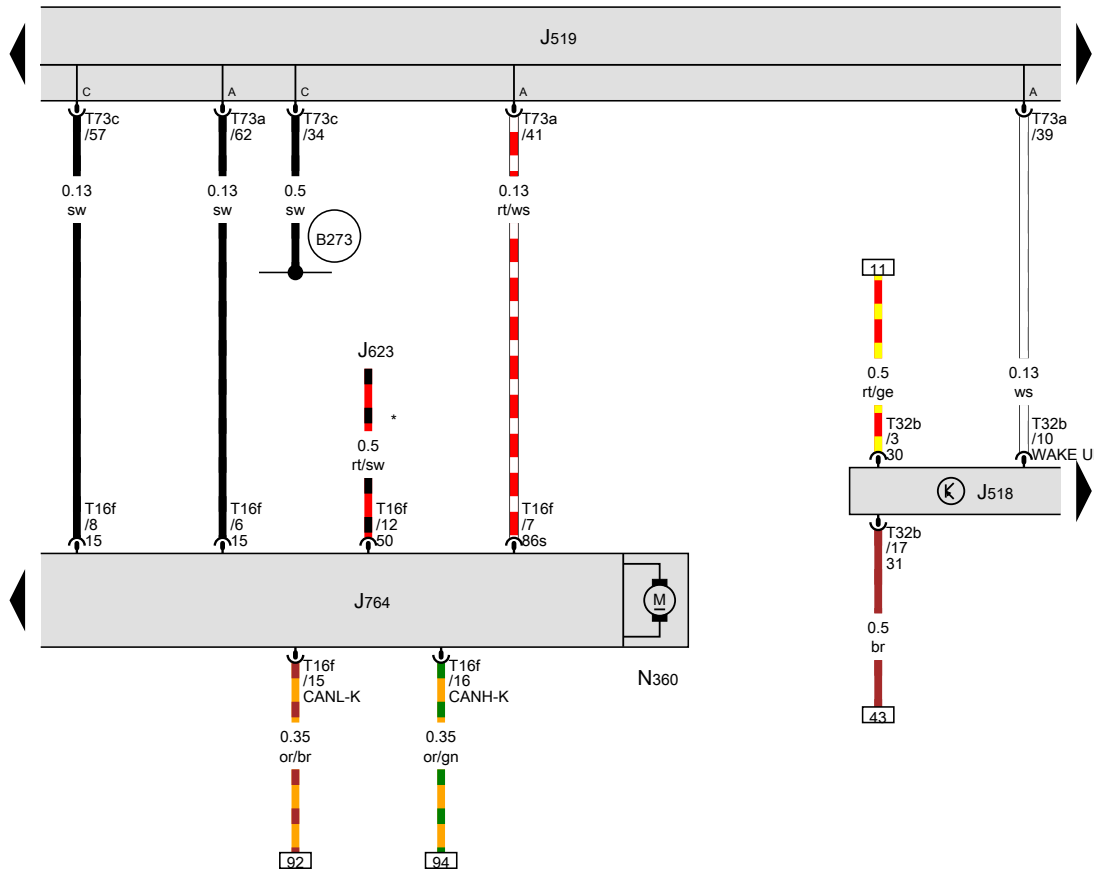 J519
C
A
C
A
A
T73c
/57
T73a
/62
T73c
/34
T73a
/41
T73a
/39
0.13
sw
0.13
sw
0.5
sw
0.13
rt/ws
B273
11
J623
*
0.5
rt/sw
0.5
rt/ge
0.13
ws
T32b
/3
30
T32b
/10
WAKE U
J518
T16f
/8
15
T16f
/6
15
T16f
/12
50
T16f
/7
86s
T32b
/17
31
J764
M
N360
0.5
br
T16f
/15
CANL-K
T16f
/16
CANH-K
43
0.35
or/br
0.35
or/gn
92
94